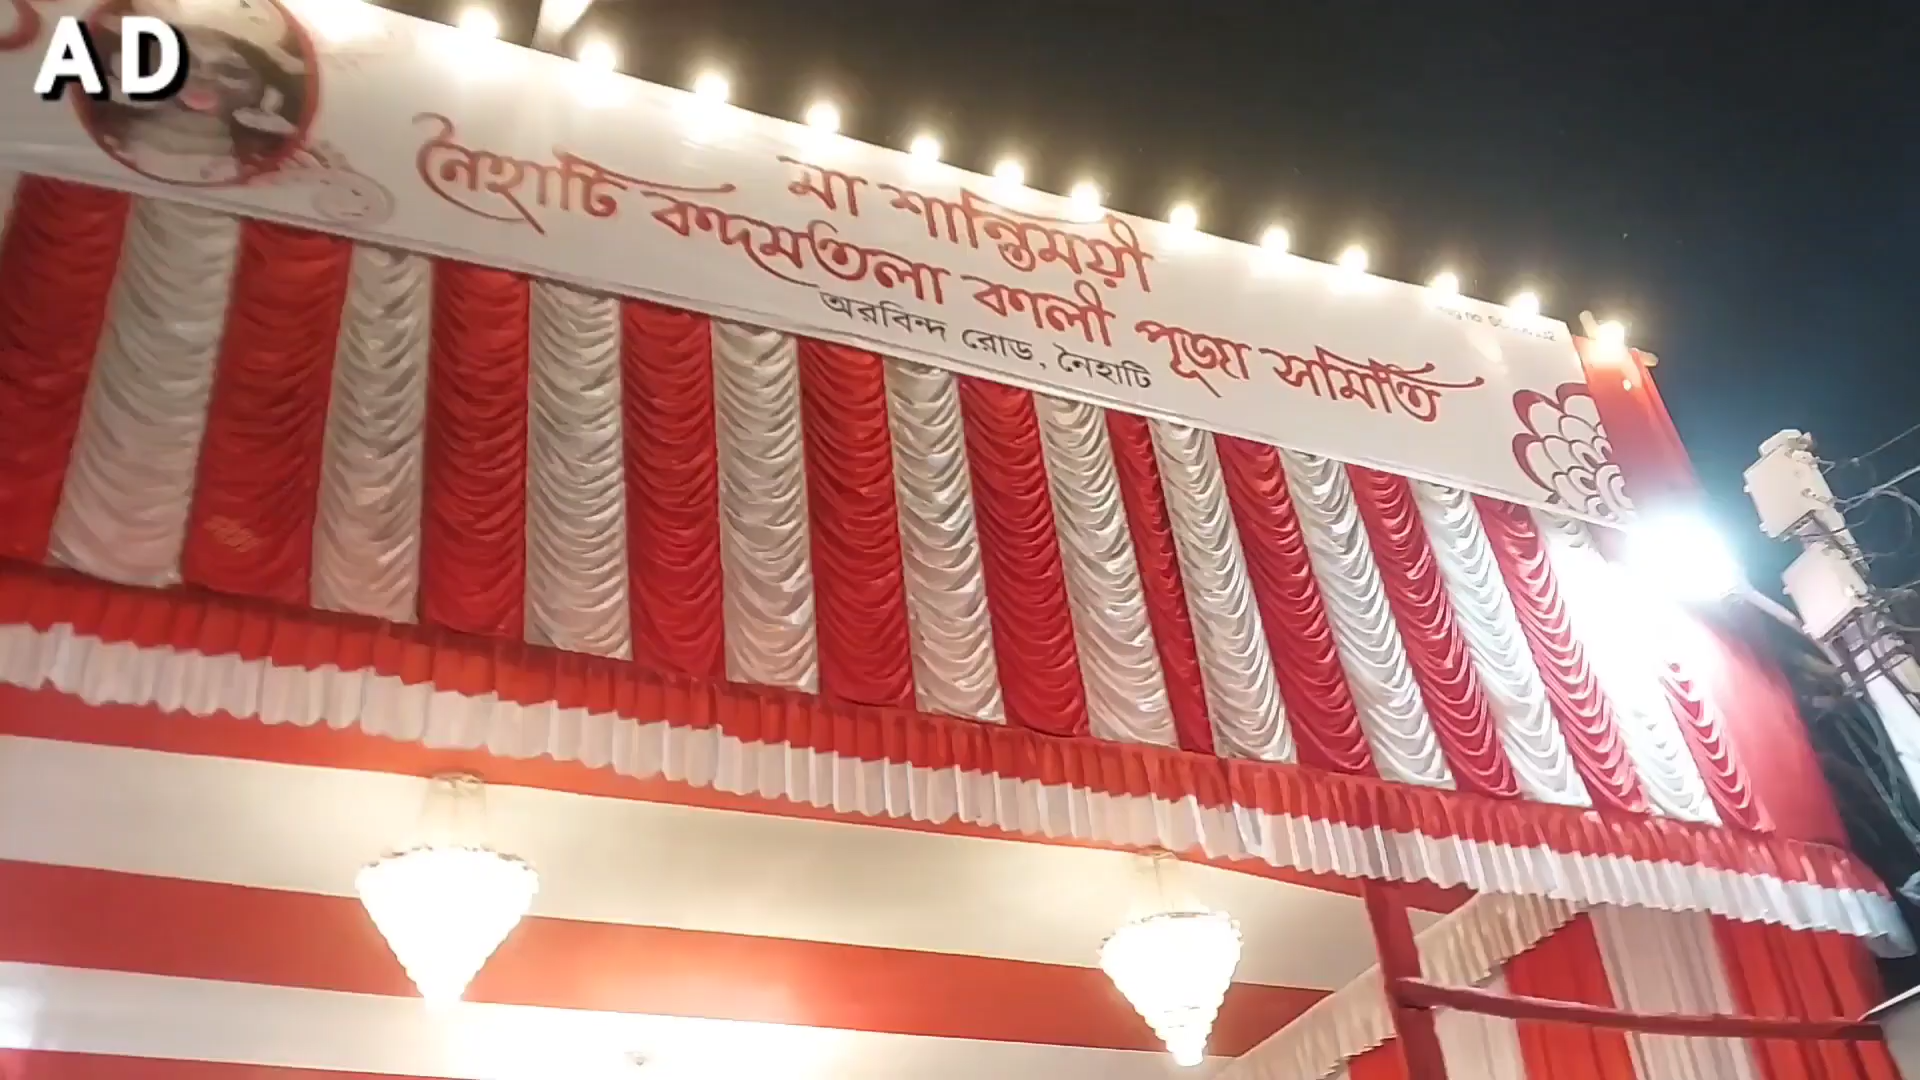 AD
মা শান্তিময়ী
নৈহাটি কদমতলা কালী পূজা সমিতি
অরবিন্দ রোড, নৈহাটি